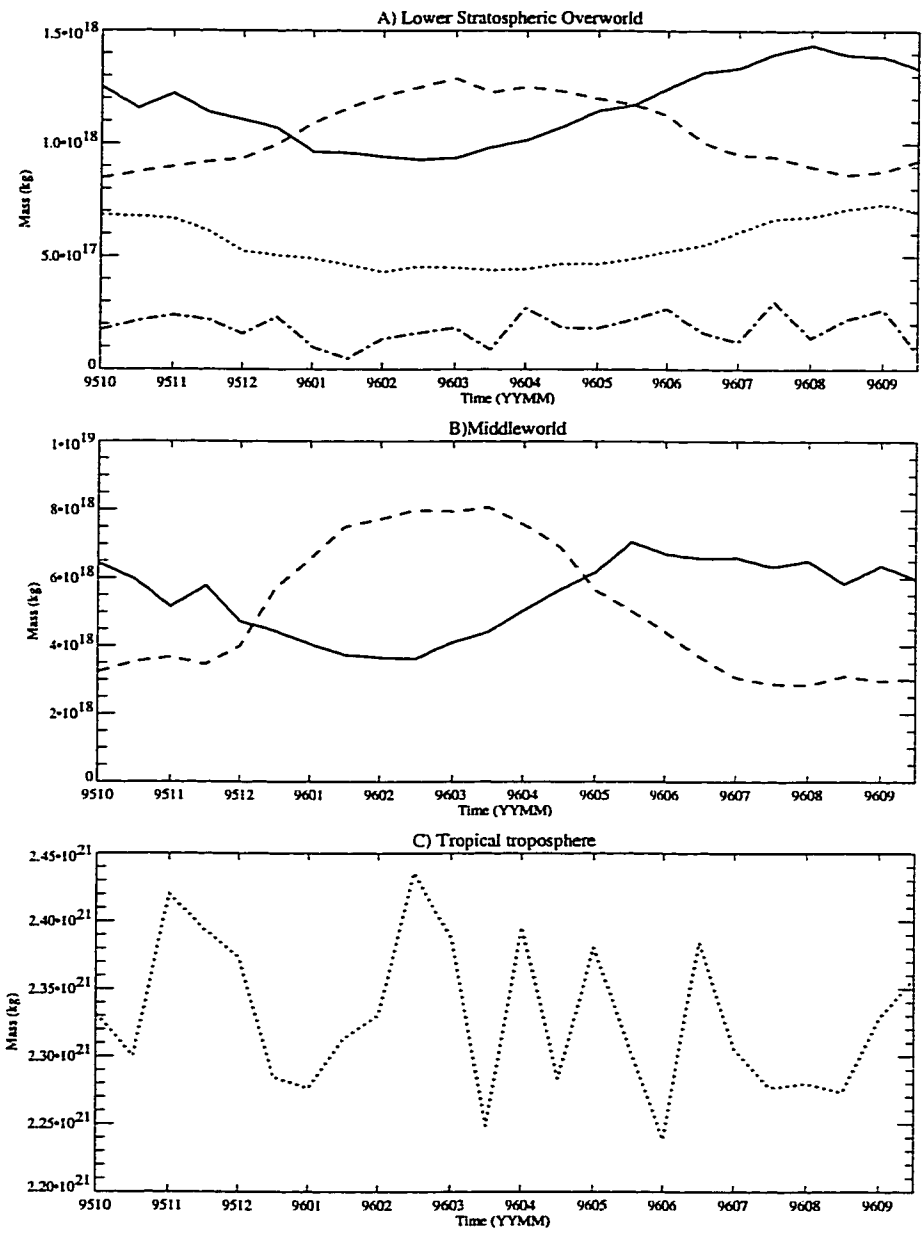 A) Lower Stratospheric Overworld
1.5•10^18
1.0•10^18
5.0•10^17
0
Mass (kg)
9510 9511 9512 9601 9602 9603 9604 9605 9606 9607 9608 9609
Time (YYMM)
B)Middleworld
1•10^19
8•10^18
6•10^18
4•10^18
2•10^18
0
Mass (kg)
9510 9511 9512 9601 9602 9603 9604 9605 9606 9607 9608 9609
Time (YYMM)
C) Tropical troposphere
2.45•10^21
2.40•10^21
2.35•10^21
2.30•10^21
2.25•10^21
2.20•10^21
Mass (kg)
9510 9511 9512 9601 9602 9603 9604 9605 9606 9607 9608 9609
Time (YYMM)